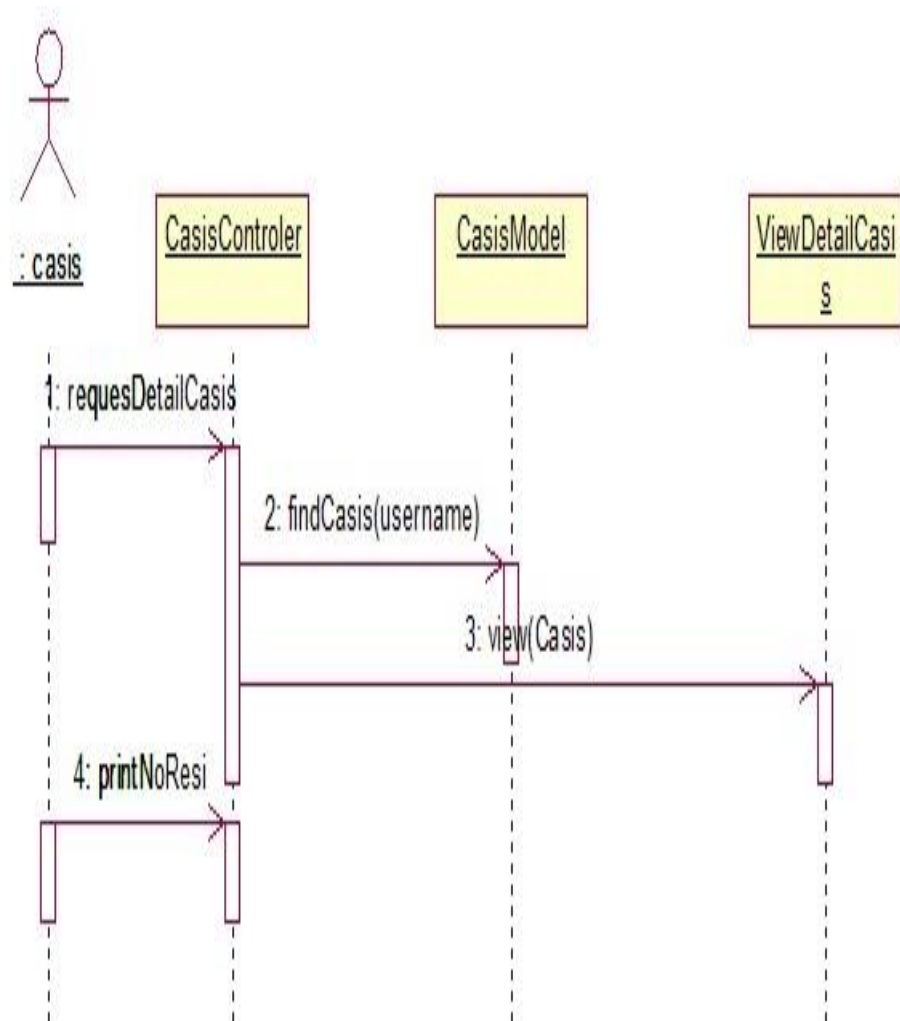 : casis
CasisControler
CasisModel
ViewDetailCasi
s
1: requesDetailCasis
2: findCasis(username)
3: view(Casis)
4: printNoResi